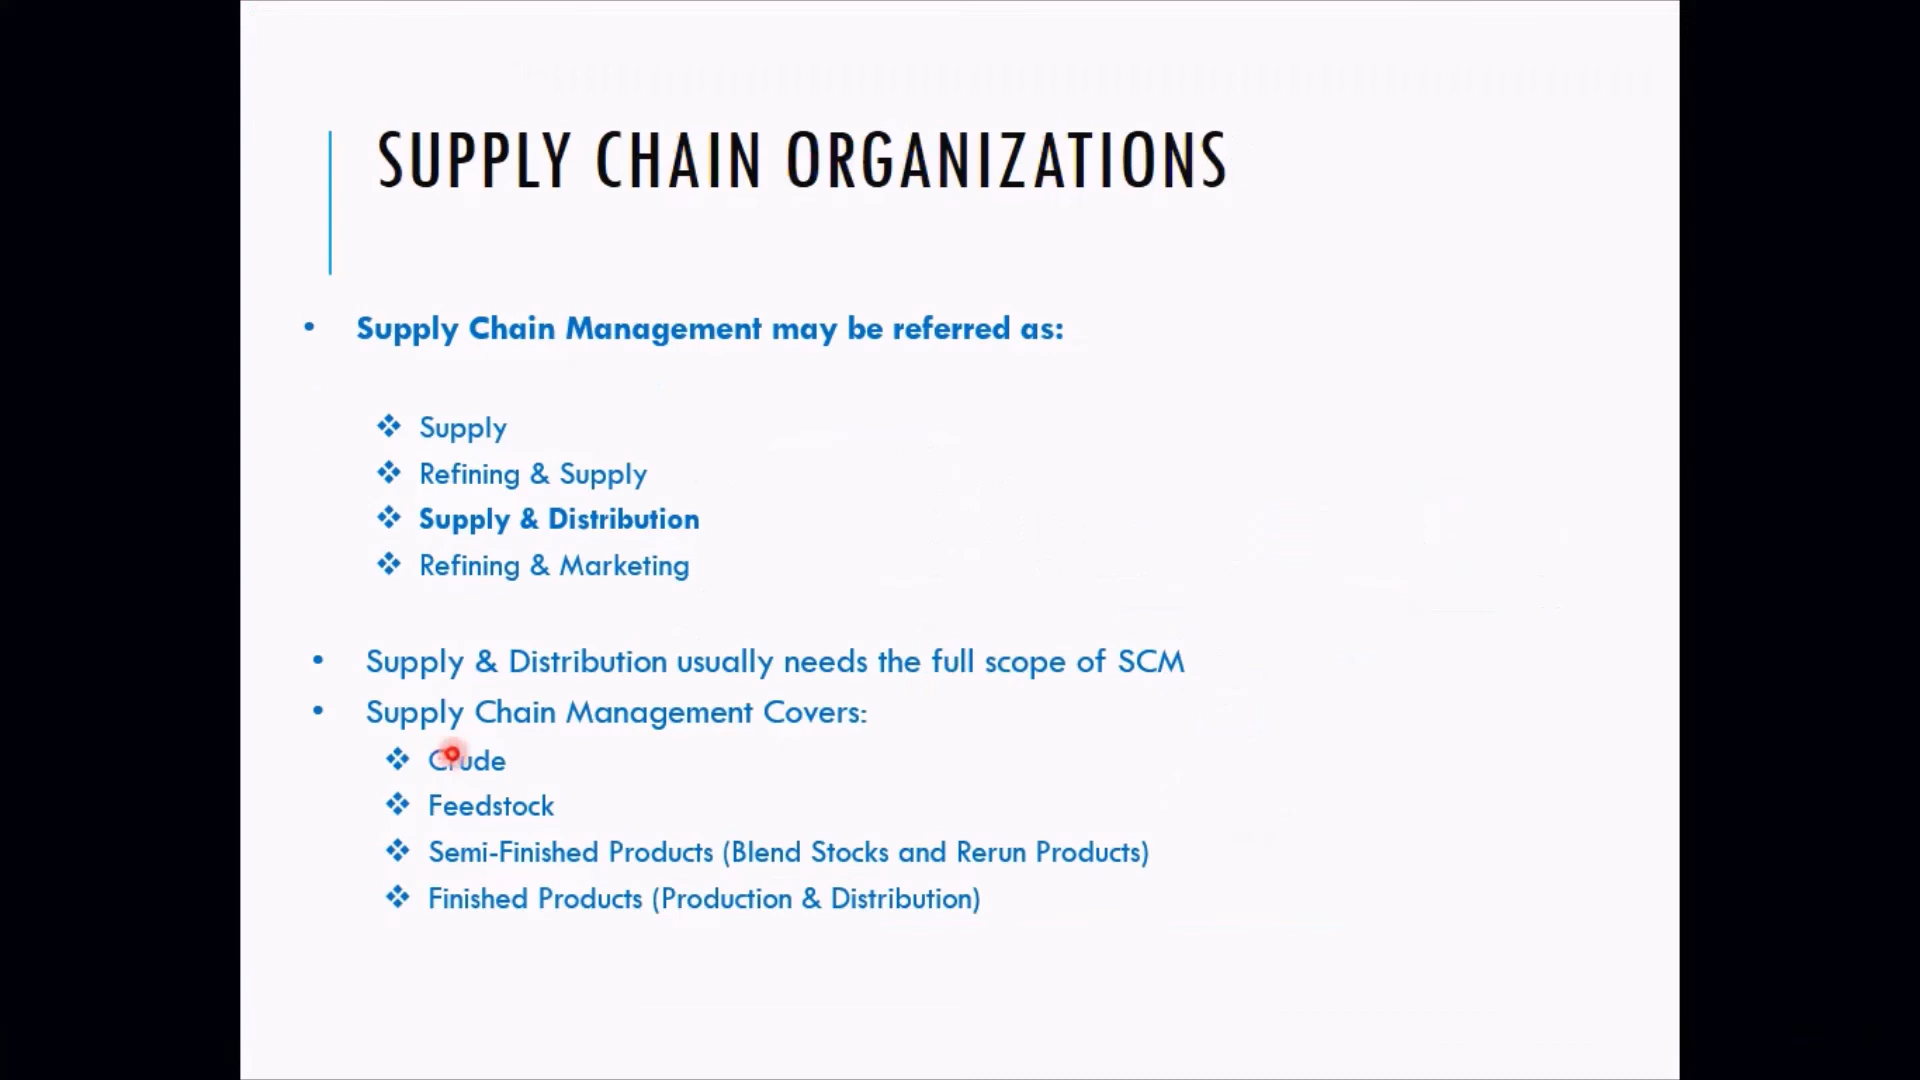 SUPPLY CHAIN ORGANIZATIONS
• Supply Chain Management may be referred as:
❖ Supply
❖ Refining & Supply
❖ Supply & Distribution
❖ Refining & Marketing
• Supply & Distribution usually needs the full scope of SCM
• Supply Chain Management Covers:
❖ Crude
❖ Feedstock
❖ Semi-Finished Products (Blend Stocks and Rerun Products)
❖ Finished Products (Production & Distribution)